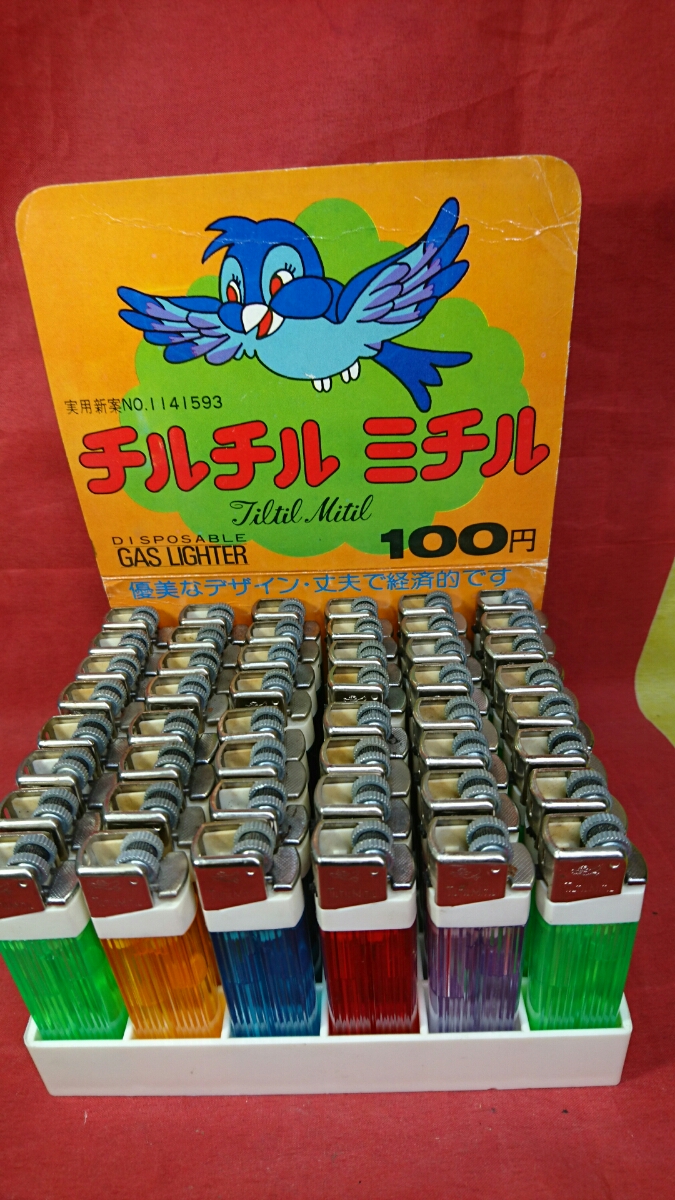 実用新案NO.1141593
チルチル ミチル
Tiltil Mitil
DISPOSABLE
GAS LIGHTER
100円
優美なデザイン・丈夫で経済的です